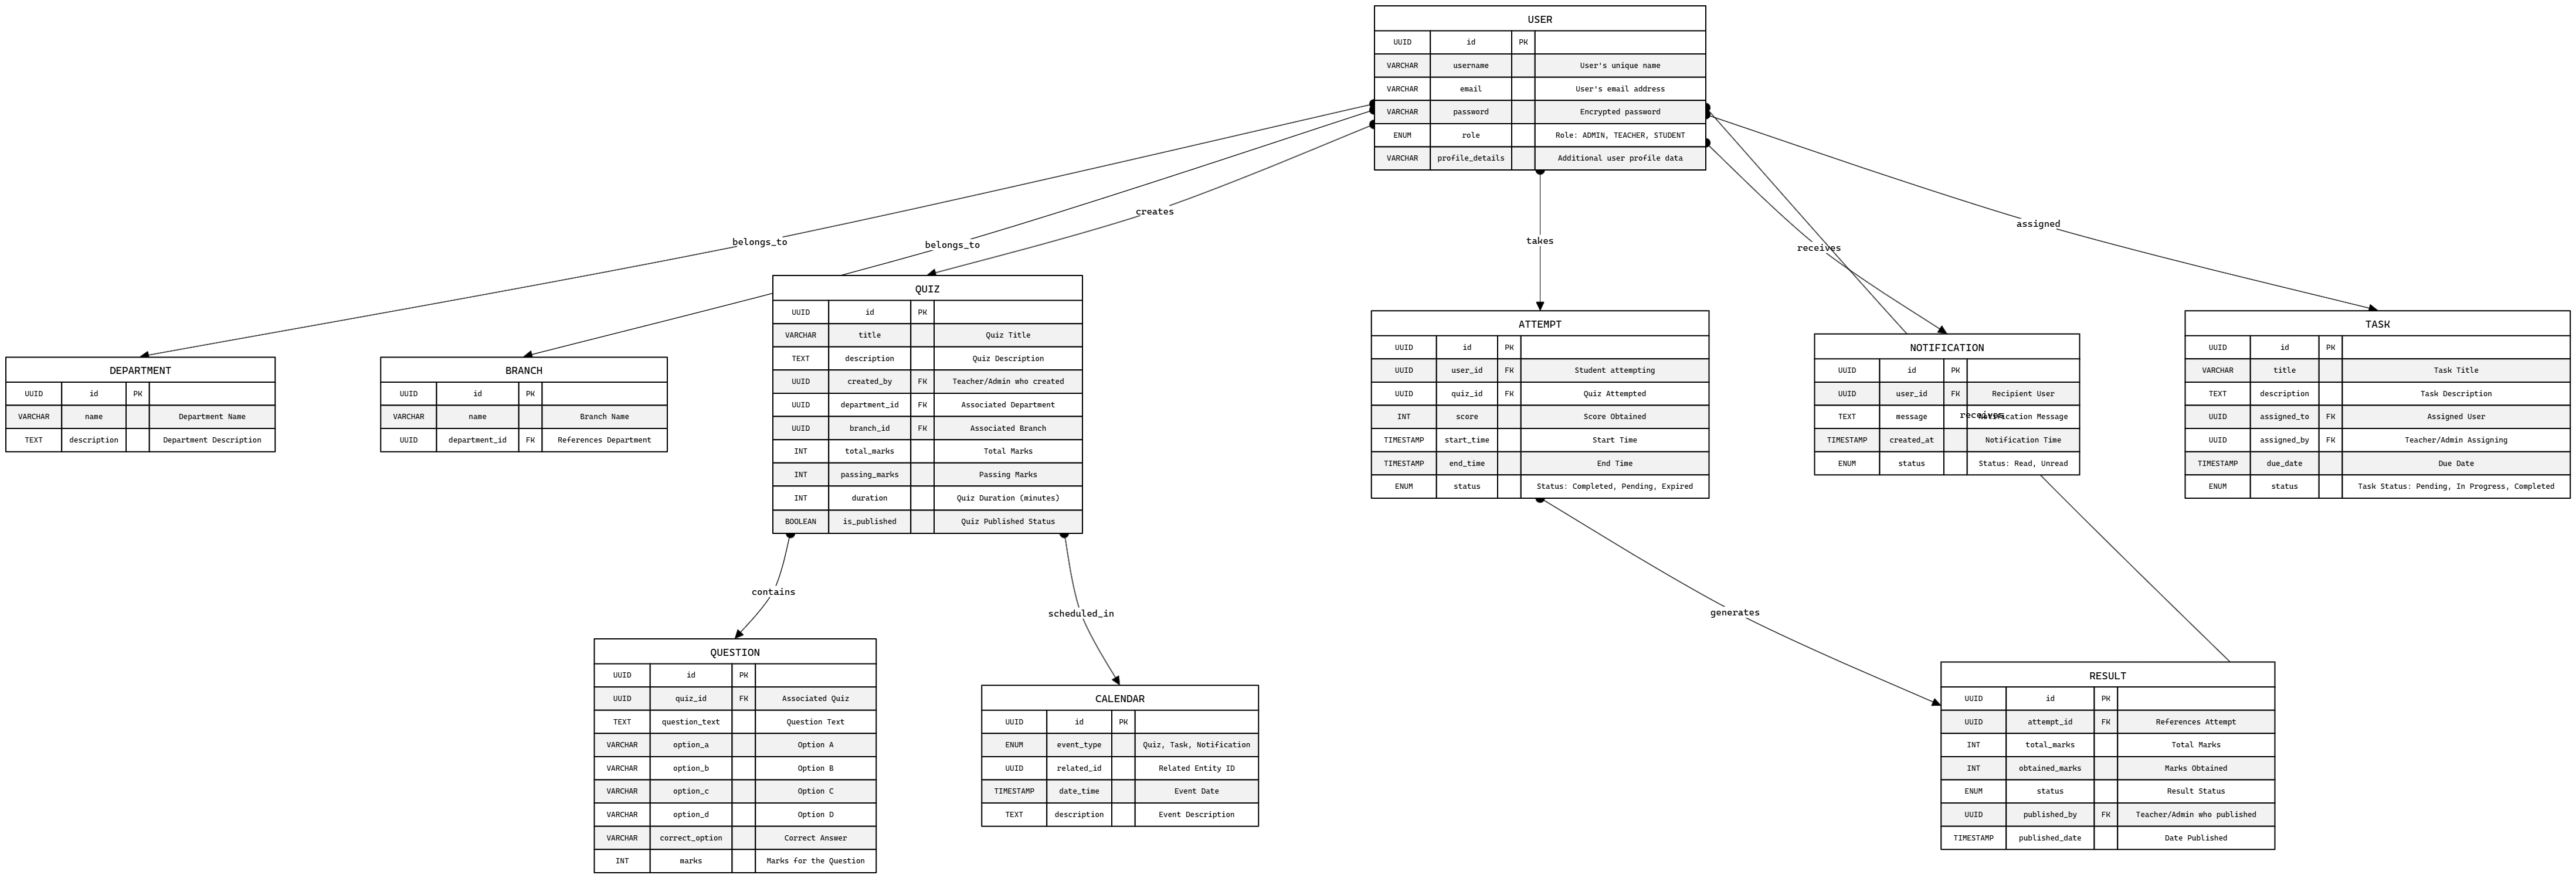 USER
UUID id PK
VARCHAR username User's unique name
VARCHAR email User's email address
VARCHAR password Encrypted password
ENUM role Role: ADMIN, TEACHER, STUDENT
VARCHAR profile_details Additional user profile data
belongs_to
belongs_to
creates
takes
receives
assigned
DEPARTMENT
UUID id PK
VARCHAR name Department Name
TEXT description Department Description
BRANCH
UUID id PK
VARCHAR name Branch Name
UUID department_id FK References Department
QUIZ
UUID id PK
VARCHAR title Quiz Title
TEXT description Quiz Description
UUID created_by FK Teacher/Admin who created
UUID department_id FK Associated Department
UUID branch_id FK Associated Branch
INT total_marks Total Marks
INT passing_marks Passing Marks
INT duration Quiz Duration (minutes)
BOOLEAN is_published Quiz Published Status
ATTEMPT
UUID id PK
UUID user_id FK Student attempting
UUID quiz_id FK Quiz Attempted
INT score Score Obtained
TIMESTAMP start_time Start Time
TIMESTAMP end_time End Time
ENUM status Status: Completed, Pending, Expired
NOTIFICATION
UUID id PK
UUID user_id FK Recipient User
TEXT message Notification Message
receives
TIMESTAMP created_at Notification Time
ENUM status Status: Read, Unread
TASK
UUID id PK
VARCHAR title Task Title
TEXT description Task Description
UUID assigned_to FK Assigned User
UUID assigned_by FK Teacher/Admin Assigning
TIMESTAMP due_date Due Date
ENUM status Task Status: Pending, In Progress, Completed
contains
scheduled_in
generates
QUESTION
UUID id PK
UUID quiz_id FK Associated Quiz
TEXT question_text Question Text
VARCHAR option_a Option A
VARCHAR option_b Option B
VARCHAR option_c Option C
VARCHAR option_d Option D
VARCHAR correct_option Correct Answer
INT marks Marks for the Question
CALENDAR
UUID id PK
ENUM event_type Quiz, Task, Notification
UUID related_id Related Entity ID
TIMESTAMP date_time Event Date
TEXT description Event Description
RESULT
UUID id PK
UUID attempt_id FK References Attempt
INT total_marks Total Marks
INT obtained_marks Marks Obtained
ENUM status Result Status
UUID published_by FK Teacher/Admin who published
TIMESTAMP published_date Date Published